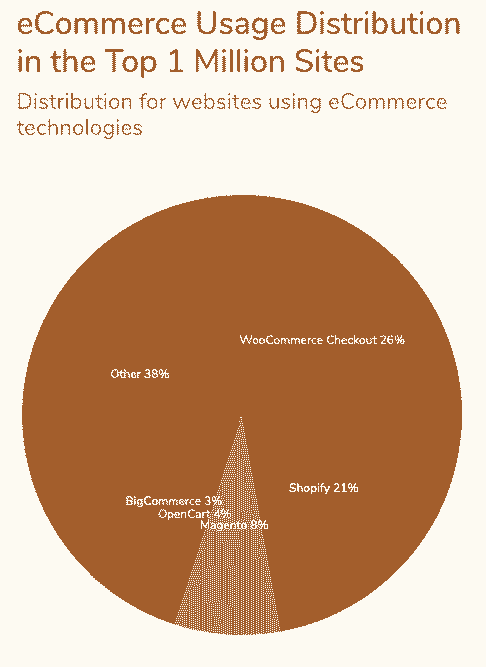 eCommerce Usage Distribution
in the Top 1 Million Sites
Distribution for websites using eCommerce
technologies
WooCommerce Checkout 26%
Other 38%
Shopify 21%
BigCommerce 3%
OpenCart 4%
Magento 8%